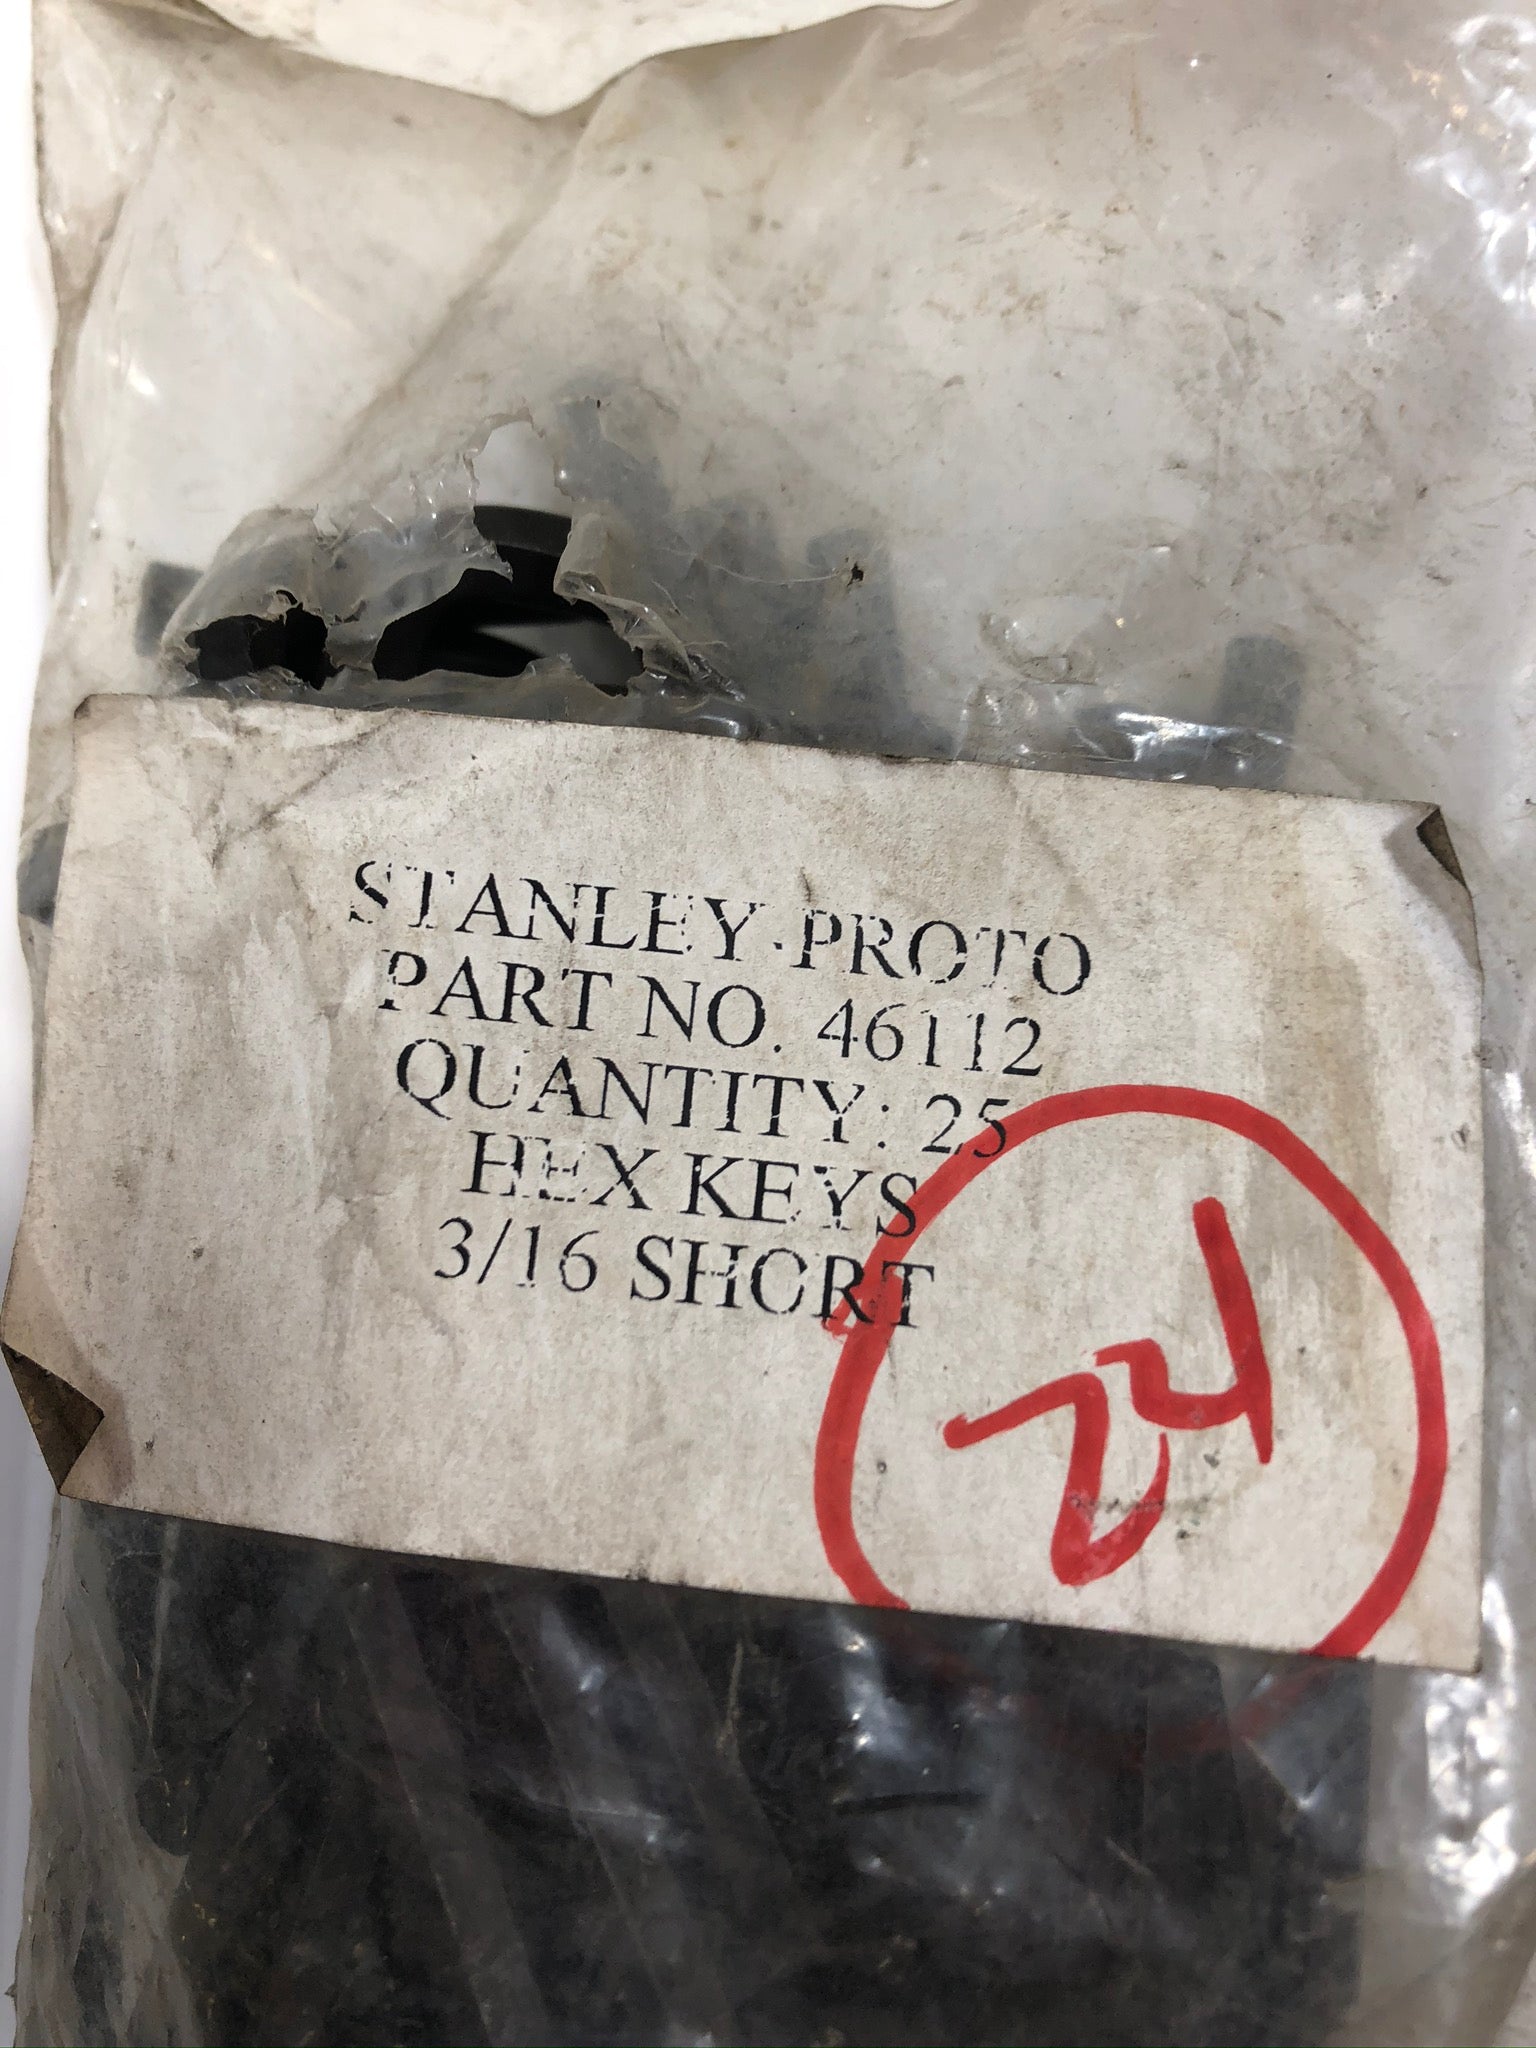 STANLEY-PROTO
PART NO. 46112
QUANTITY: 25
HEX KEYS
3/16 SHORT
24